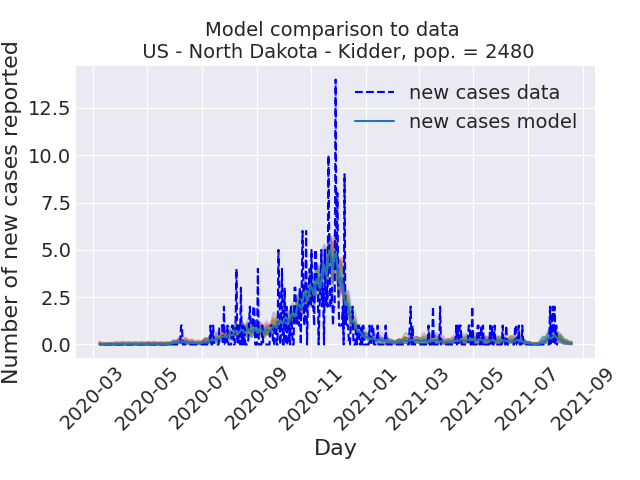 Model comparison to data
US - North Dakota - Kidder, pop. = 2480
Number of new cases reported
12.5
10.0
7.5
5.0
2.5
0.0
new cases data
new cases model
2020-03
2020-05
2020-07
2020-09
2020-11
2021-01
2021-03
2021-05
2021-07
2021-09
Day